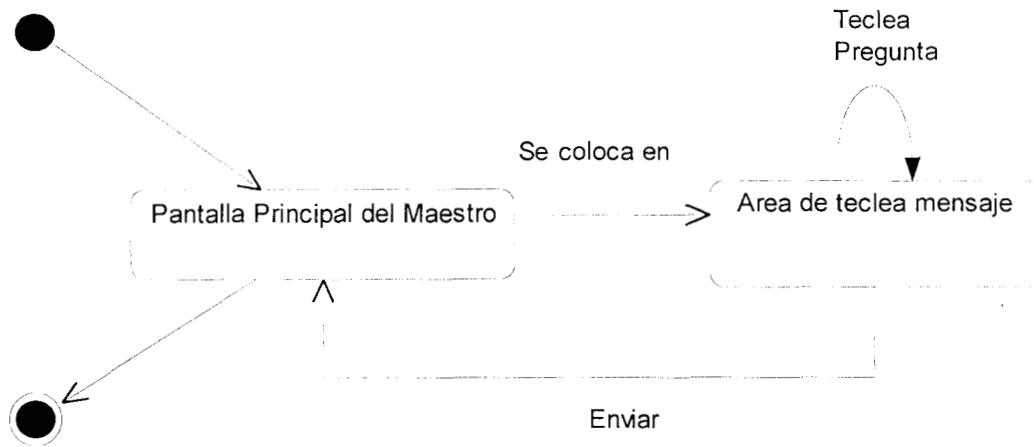 Teclea
Pregunta
Se coloca en
Pantalla Principal del Maestro
Area de teclea mensaje
Enviar